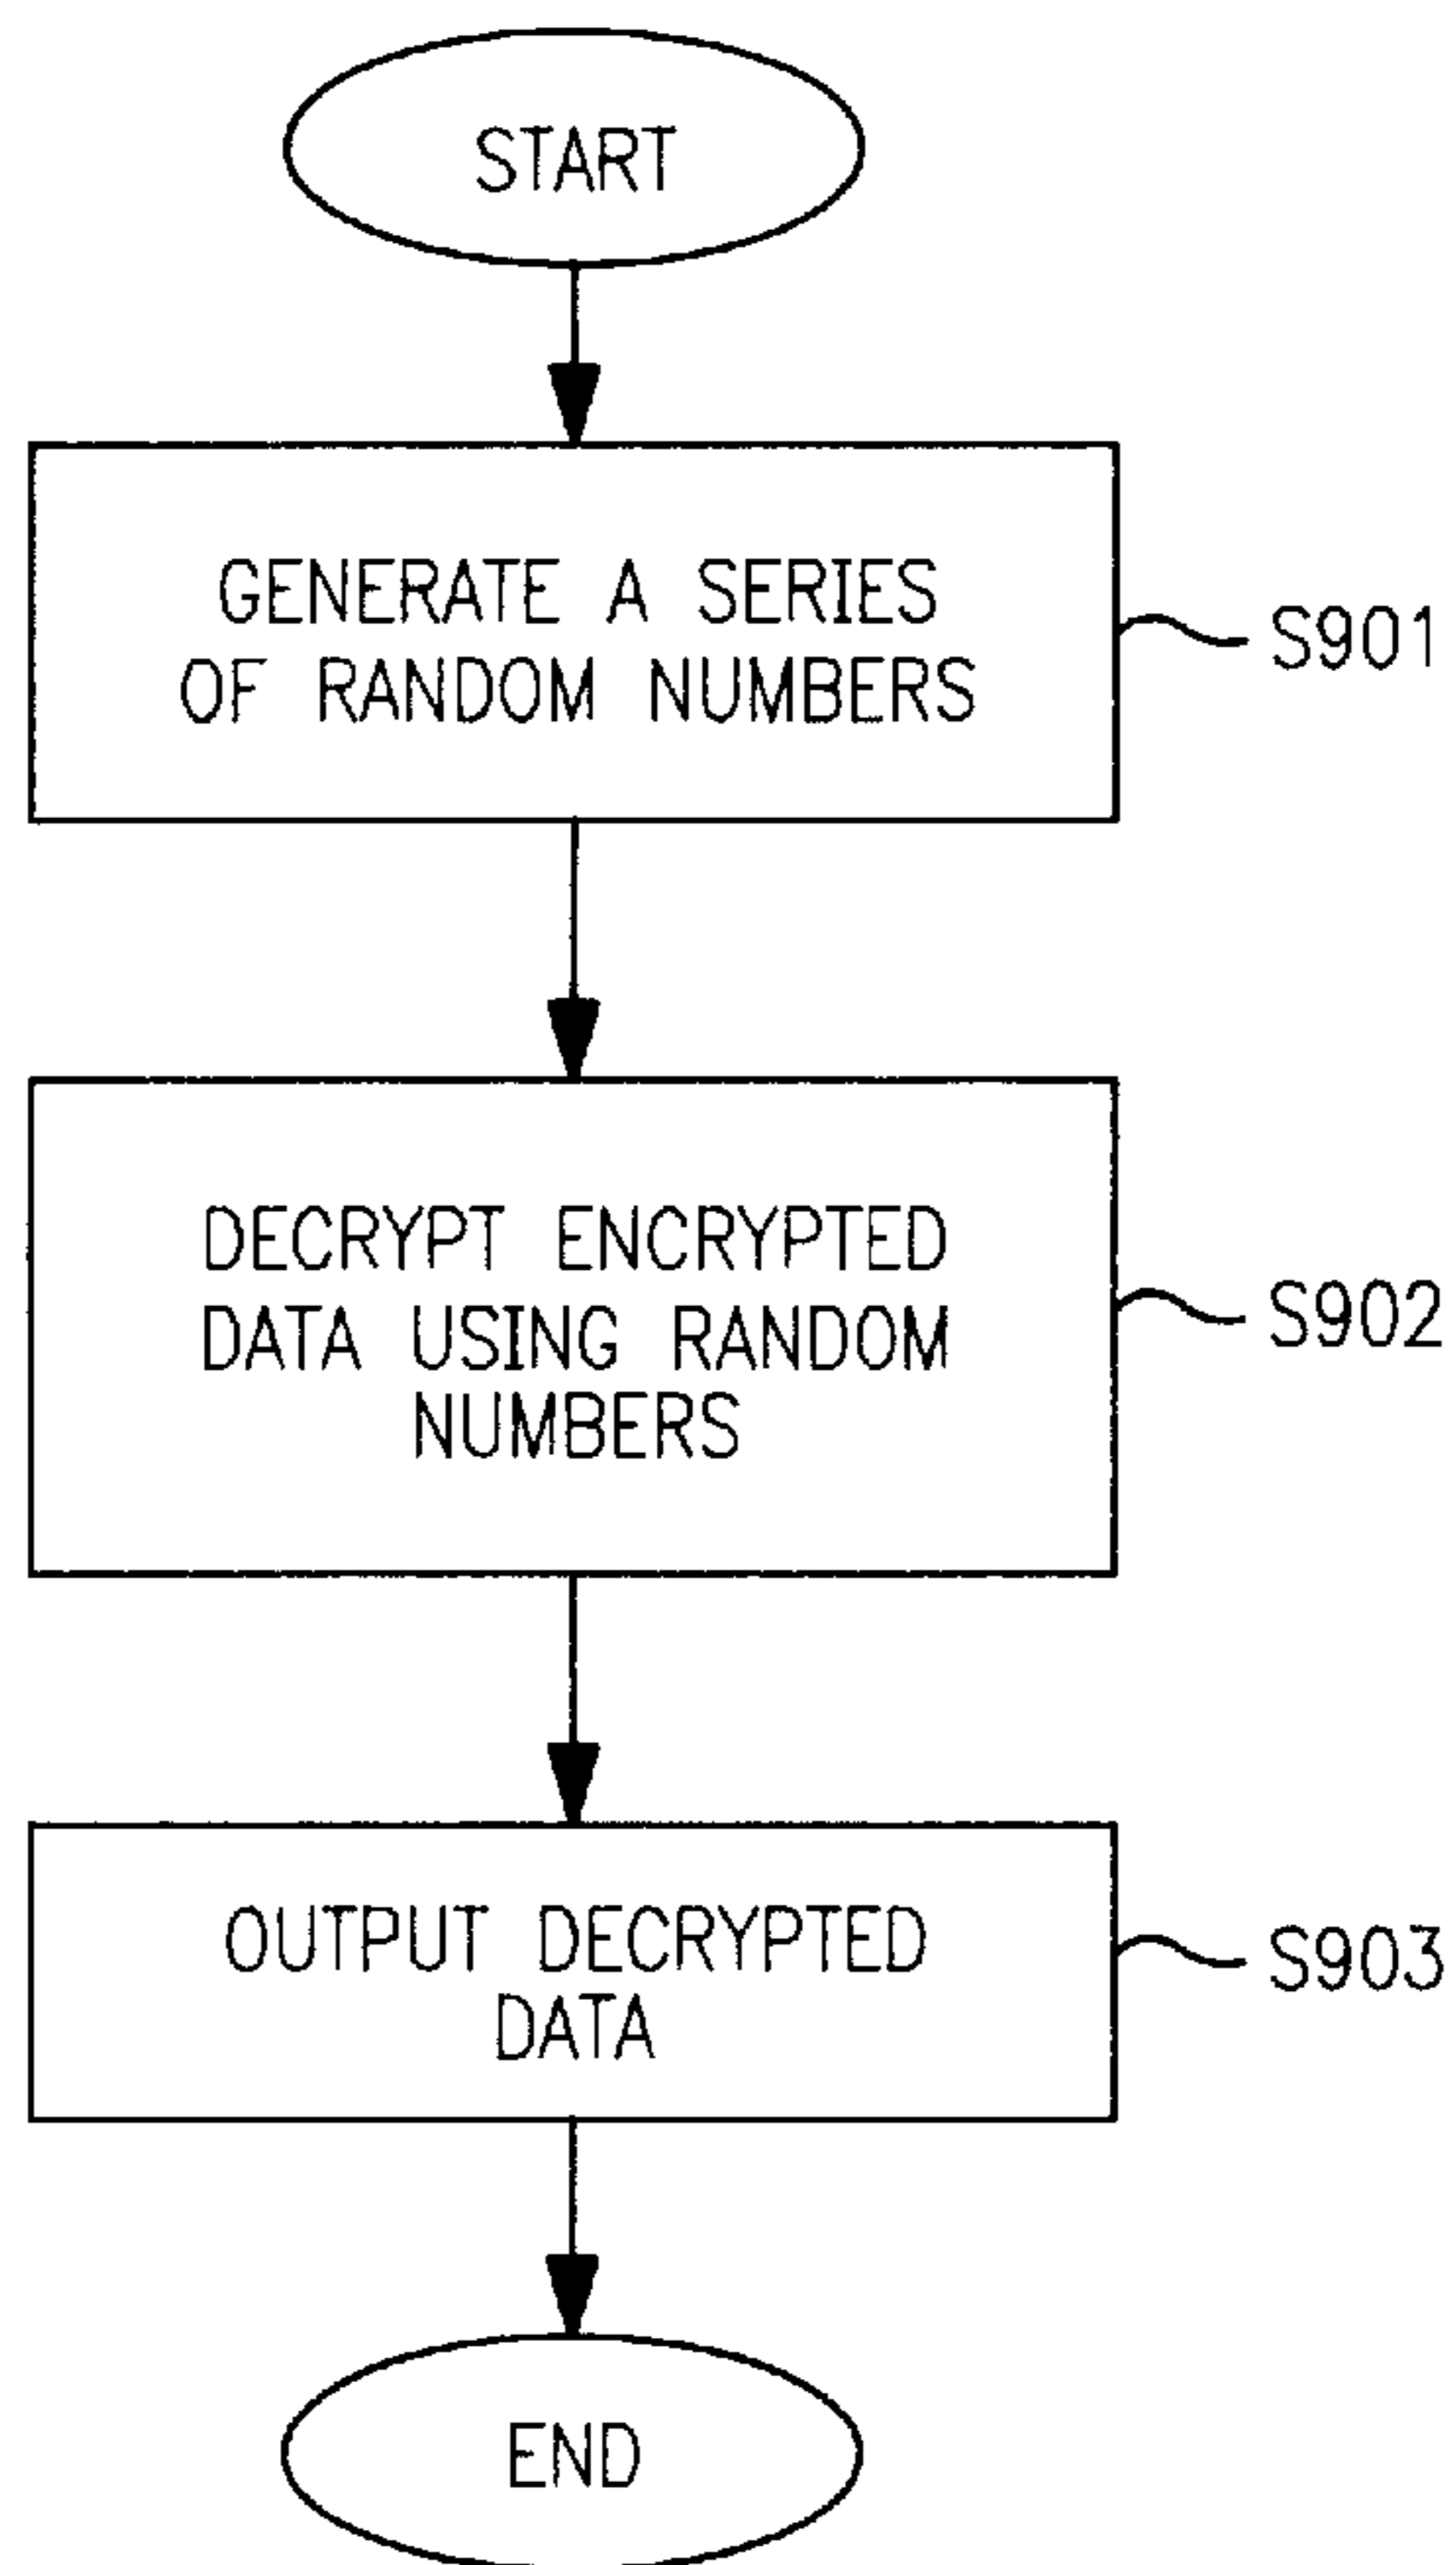 START
GENERATE A SERIES
OF RANDOM NUMBERS
S901
DECRYPT ENCRYPTED
DATA USING RANDOM
NUMBERS
S902
OUTPUT DECRYPTED
DATA
S903
END